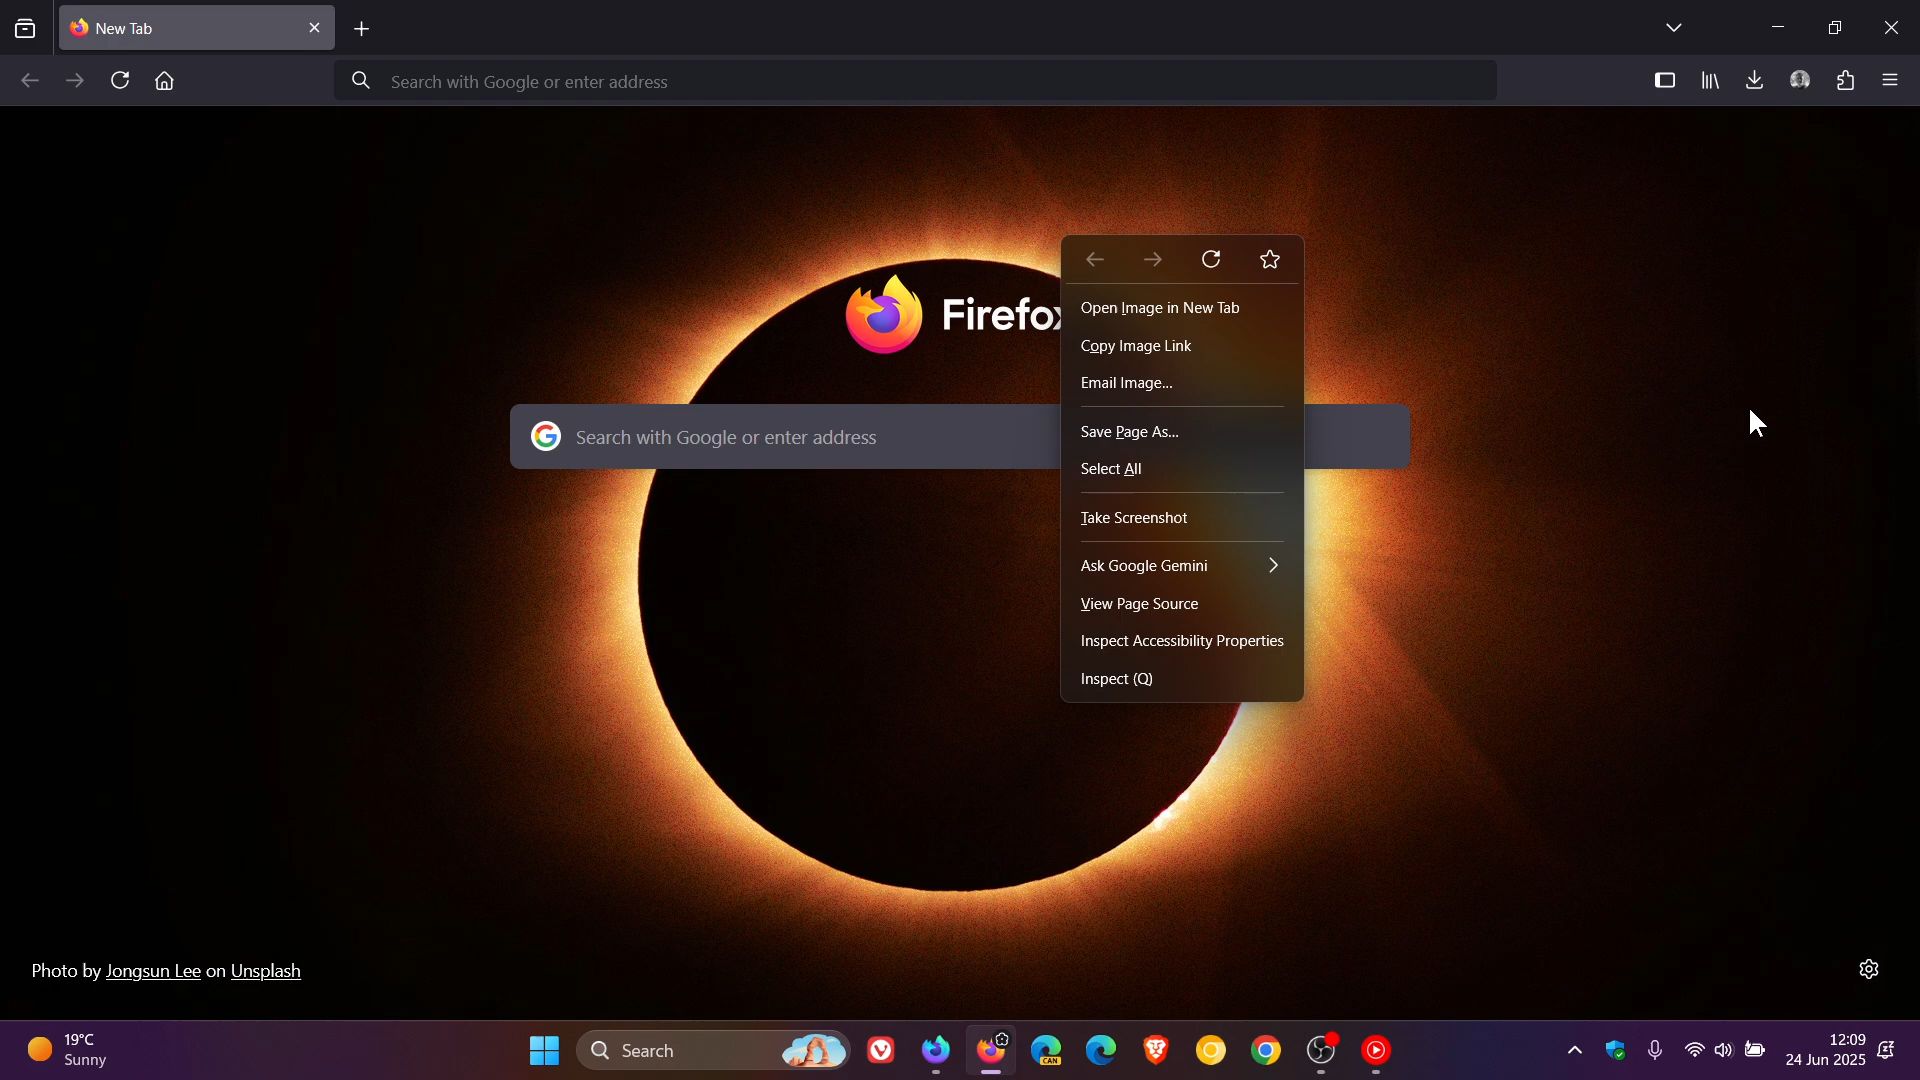 New Tab
Search with Google or enter address
Firefox
Open Image in New Tab
Copy Image Link
Email Image...
Search with Google or enter address
Save Page As...
Select All
Take Screenshot
Ask Google Gemini
View Page Source
Inspect Accessibility Properties
Inspect (Q)
Photo by Jongsun Lee on Unsplash
19°C
Sunny
Search
CAN
12:09
24 Jun 2025